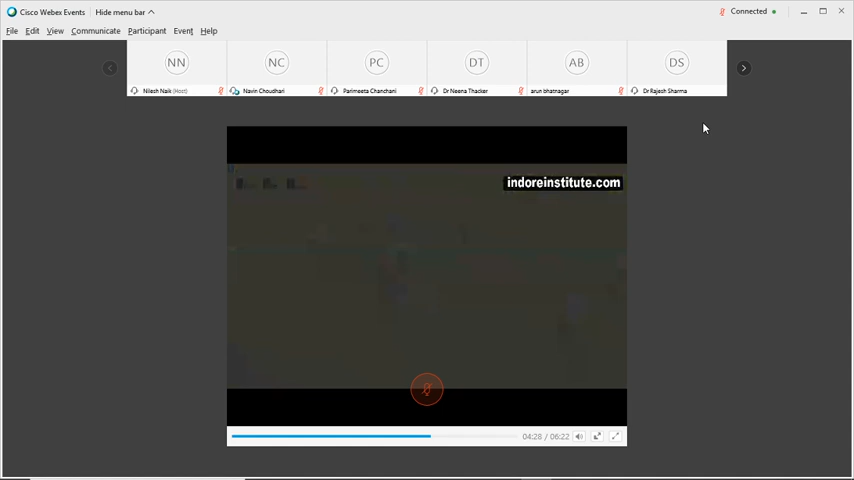 Cisco Webex Events Hide menu bar Connected
File Edit View Communicate Participant Event Help
NN NC PC DT AB DS
Nilesh Naik (Host) Navin Choudhari Parimeeta Chanchani Dr Neena Thacker arun bhatnagar Dr Rajesh Sharma
indoreinstitute.com
04:28 / 06:22